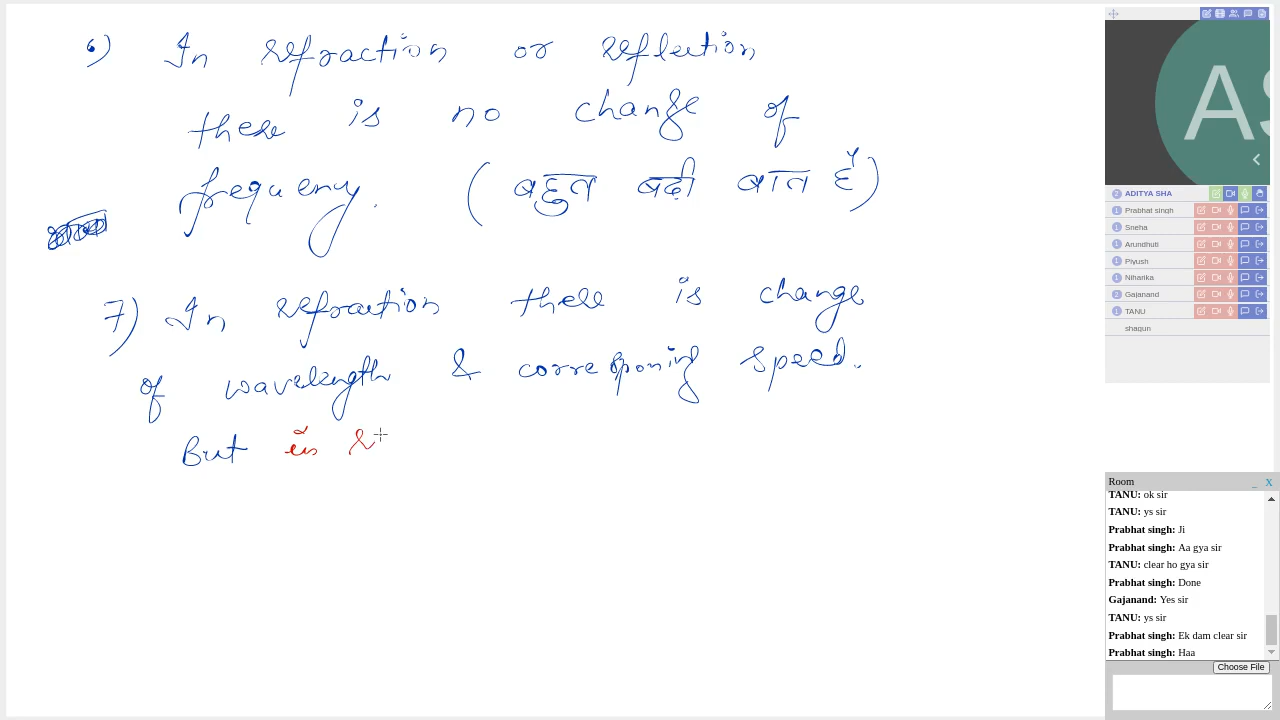 6) In refraction or reflection
there is no change of
frequency. ( बहुत बड़ी बात है )
7) In refraction there is change
of wavelength & corresponing speed.
But in
AS
ADITYA SHA
Prabhat singh
Sneha
Arundhuti
Piyush
Niharika
Gajanand
TANU
shagun
Room _ X
TANU: ok sir
TANU: ys sir
Prabhat singh: Ji
Prabhat singh: Aa gya sir
TANU: clear ho gya sir
Prabhat singh: Done
Gajanand: Yes sir
TANU: ys sir
Prabhat singh: Ek dam clear sir
Prabhat singh: Haa
Choose File